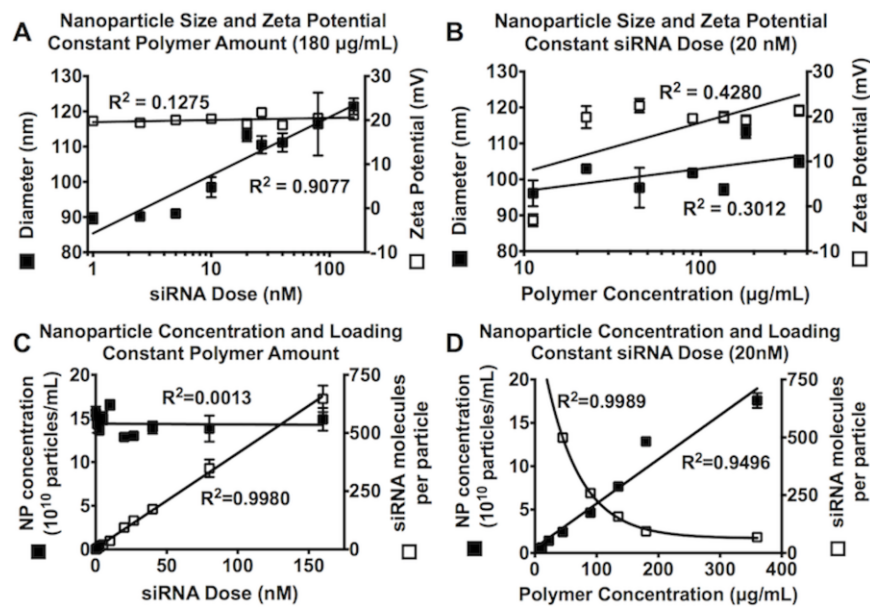 A
Nanoparticle Size and Zeta Potential
Constant Polymer Amount (180 µg/mL)
130
120
110
100
90
80
30
20
10
0
-10
R² = 0.1275
R² = 0.9077
Diameter (nm)
Zeta Potential (mV)
1
10
100
siRNA Dose (nM)
B
Nanoparticle Size and Zeta Potential
Constant siRNA Dose (20 nM)
130
120
110
100
90
80
30
20
10
0
-10
R² = 0.4280
R² = 0.3012
Diameter (nm)
Zeta Potential (mV)
10
100
Polymer Concentration (µg/mL)
C
Nanoparticle Concentration and Loading
Constant Polymer Amount
20
15
10
5
0
750
500
250
0
R²=0.0013
R²=0.9980
NP concentration
(10¹⁰ particles/mL)
siRNA molecules
per particle
0
40
80
120
160
siRNA Dose (nM)
D
Nanoparticle Concentration and Loading
Constant siRNA Dose (20nM)
20
15
10
5
0
750
500
250
0
R²=0.9989
R²=0.9496
NP concentration
(10¹⁰ particles/mL)
siRNA molecules
per particle
0
100
200
300
400
Polymer Concentration (µg/mL)